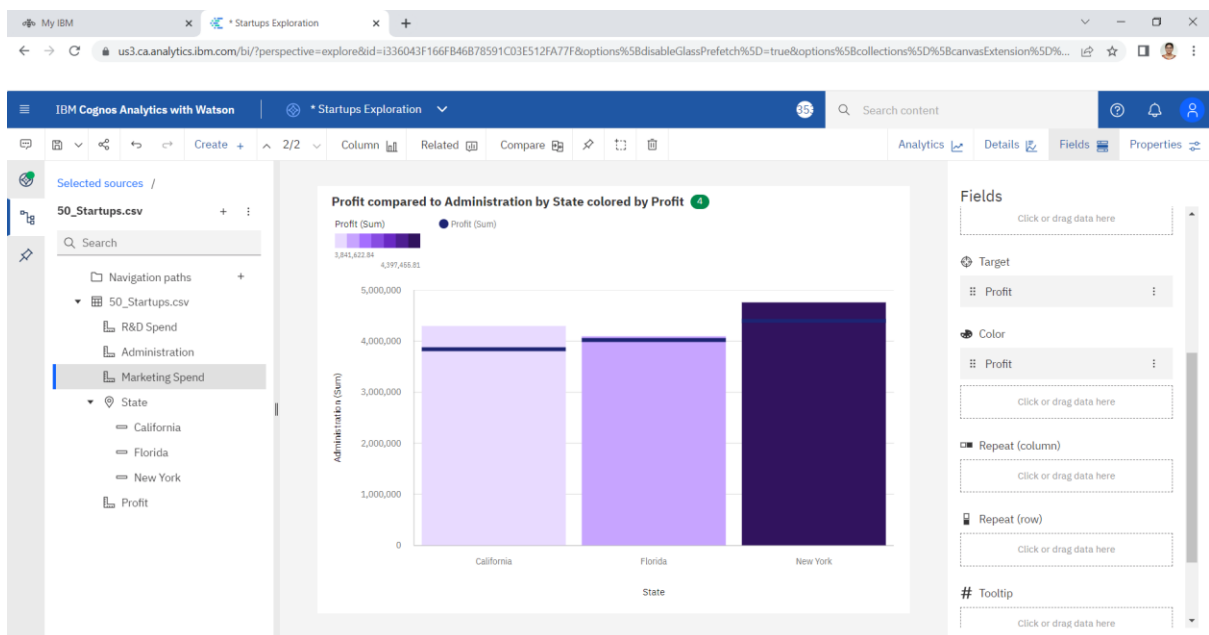 My IBM
* Startups Exploration
us3.ca.analytics.ibm.com/bi/?perspective=explore&id=i336043F166FB46B78591C03E512FA77F&options%5BdisableGlassPrefetch%5D=true&options%5Bcollections%5D%5BcanvasExtension%5D%...
IBM Cognos Analytics with Watson
* Startups Exploration
Search content
Create +
2/2
Column
Related
Compare
Analytics
Details
Fields
Properties
Selected sources /
50_Startups.csv
Search
Navigation paths
50_Startups.csv
R&D Spend
Administration
Marketing Spend
State
California
Florida
New York
Profit
Profit compared to Administration by State colored by Profit 4
Profit (Sum)
Profit (Sum)
3,841,622.84
4,397,455.81
5,000,000
4,000,000
3,000,000
2,000,000
1,000,000
0
Administration (Sum)
California
Florida
New York
State
Fields
Click or drag data here
Target
Profit
Color
Profit
Click or drag data here
Repeat (column)
Click or drag data here
Repeat (row)
Click or drag data here
# Tooltip
Click or drag data here